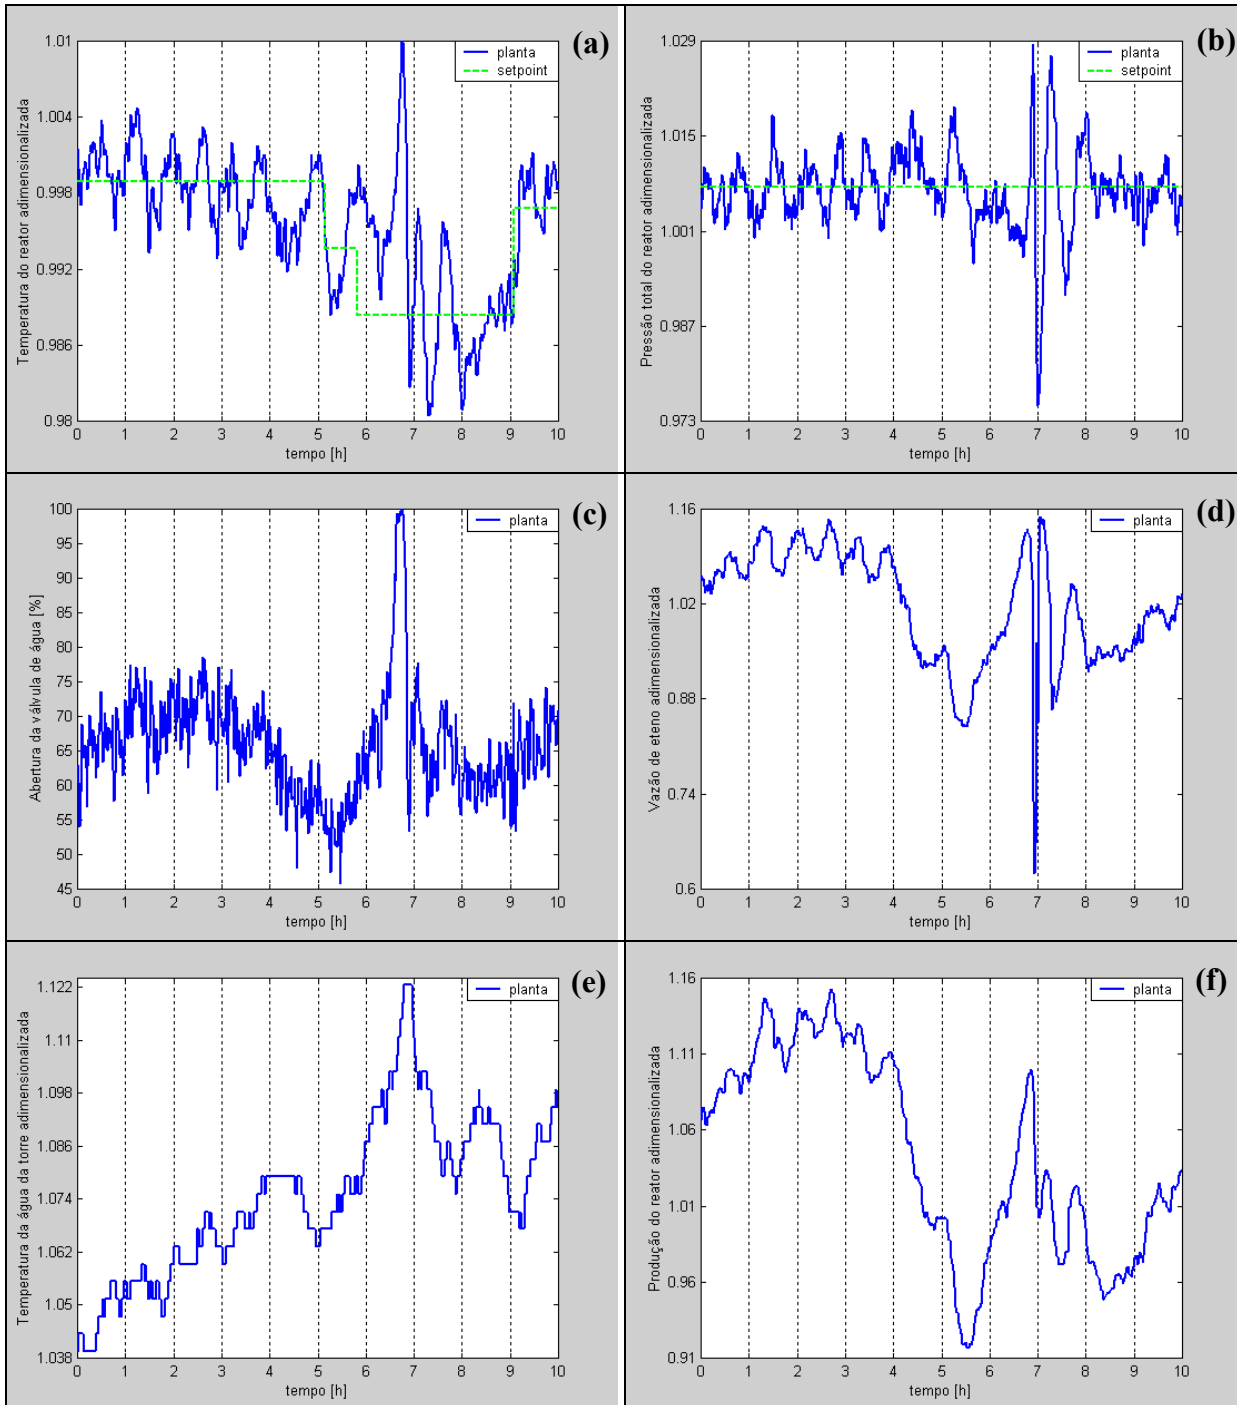 (a)
planta
setpoint
Temperatura do reator adimensionalizada
1.01
1.004
0.998
0.992
0.986
0.98
0 1 2 3 4 5 6 7 8 9 10
tempo [h]
(b)
planta
setpoint
Pressão total do reator adimensionalizada
1.029
1.015
1.001
0.987
0.973
0 1 2 3 4 5 6 7 8 9 10
tempo [h]
(c)
planta
Abertura da válvula de água [%]
100
95
90
85
80
75
70
65
60
55
50
45
0 1 2 3 4 5 6 7 8 9 10
tempo [h]
(d)
planta
Vazão de eteno adimensionalizada
1.16
1.02
0.88
0.74
0.6
0 1 2 3 4 5 6 7 8 9 10
tempo [h]
(e)
planta
Temperatura da água da torre adimensionalizada
1.122
1.11
1.098
1.086
1.074
1.062
1.05
1.038
0 1 2 3 4 5 6 7 8 9 10
tempo [h]
(f)
planta
Produção do reator adimensionalizada
1.16
1.11
1.06
1.01
0.96
0.91
0 1 2 3 4 5 6 7 8 9 10
tempo [h]